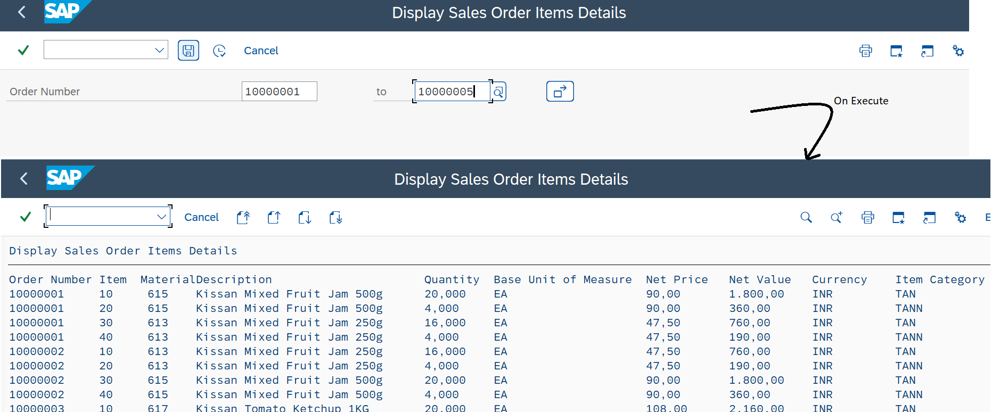 SAP Display Sales Order Items Details
Cancel
Order Number 10000001 to 10000005
On Execute
SAP Display Sales Order Items Details
Cancel E
Display Sales Order Items Details
Order Number Item MaterialDescription Quantity Base Unit of Measure Net Price Net Value Currency Item Category
10000001 10 615 Kissan Mixed Fruit Jam 500g 20,000 EA 90,00 1.800,00 INR TAN
10000001 20 615 Kissan Mixed Fruit Jam 500g 4,000 EA 90,00 360,00 INR TANN
10000001 30 613 Kissan Mixed Fruit Jam 250g 16,000 EA 47,50 760,00 INR TAN
10000001 40 613 Kissan Mixed Fruit Jam 250g 4,000 EA 47,50 190,00 INR TANN
10000002 10 613 Kissan Mixed Fruit Jam 250g 16,000 EA 47,50 760,00 INR TAN
10000002 20 613 Kissan Mixed Fruit Jam 250g 4,000 EA 47,50 190,00 INR TANN
10000002 30 615 Kissan Mixed Fruit Jam 500g 20,000 EA 90,00 1.800,00 INR TAN
10000002 40 615 Kissan Mixed Fruit Jam 500g 4,000 EA 90,00 360,00 INR TANN
10000003 10 617 Kissan Tomato Ketchup 1KG 20,000 EA 108,00 2.160,00 INR TAN